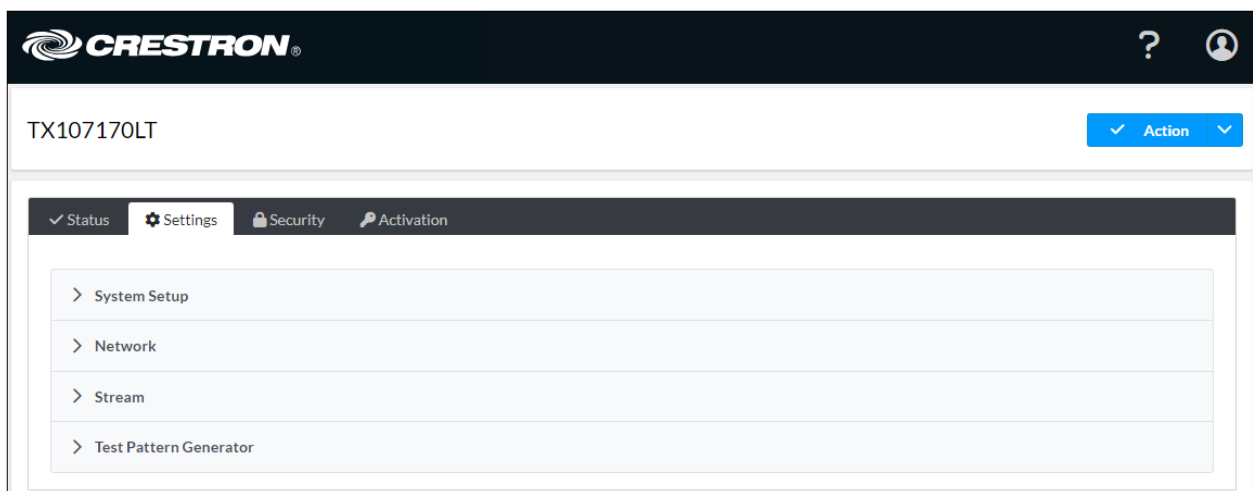 CRESTRON®
?
TX107170LT
Action
Status Settings Security Activation
System Setup
Network
Stream
Test Pattern Generator